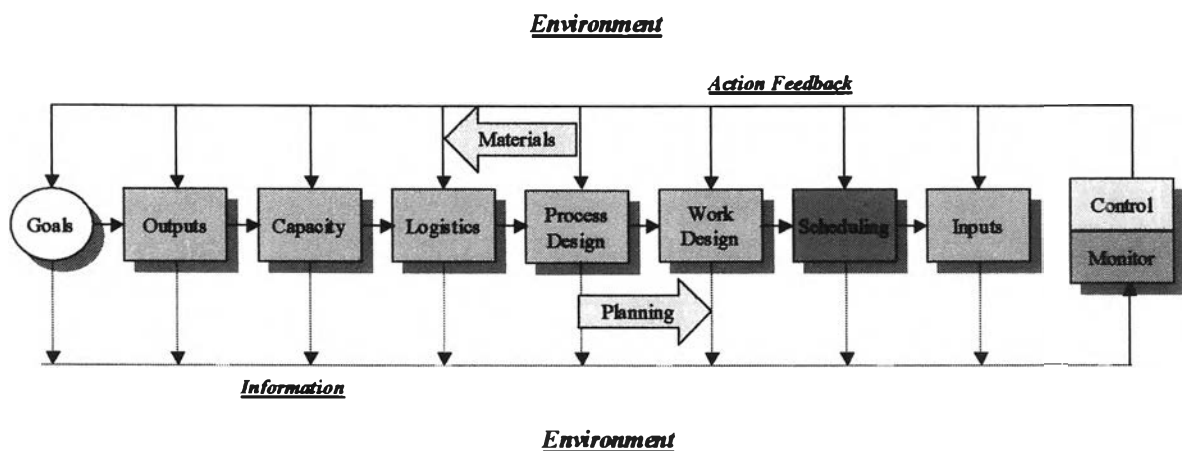 Environment
Action Feedback
Materials
Goals
Outputs
Capacity
Logistics
Process
Design
Work
Design
Scheduling
Inputs
Control
Monitor
Planning
Information
Environment